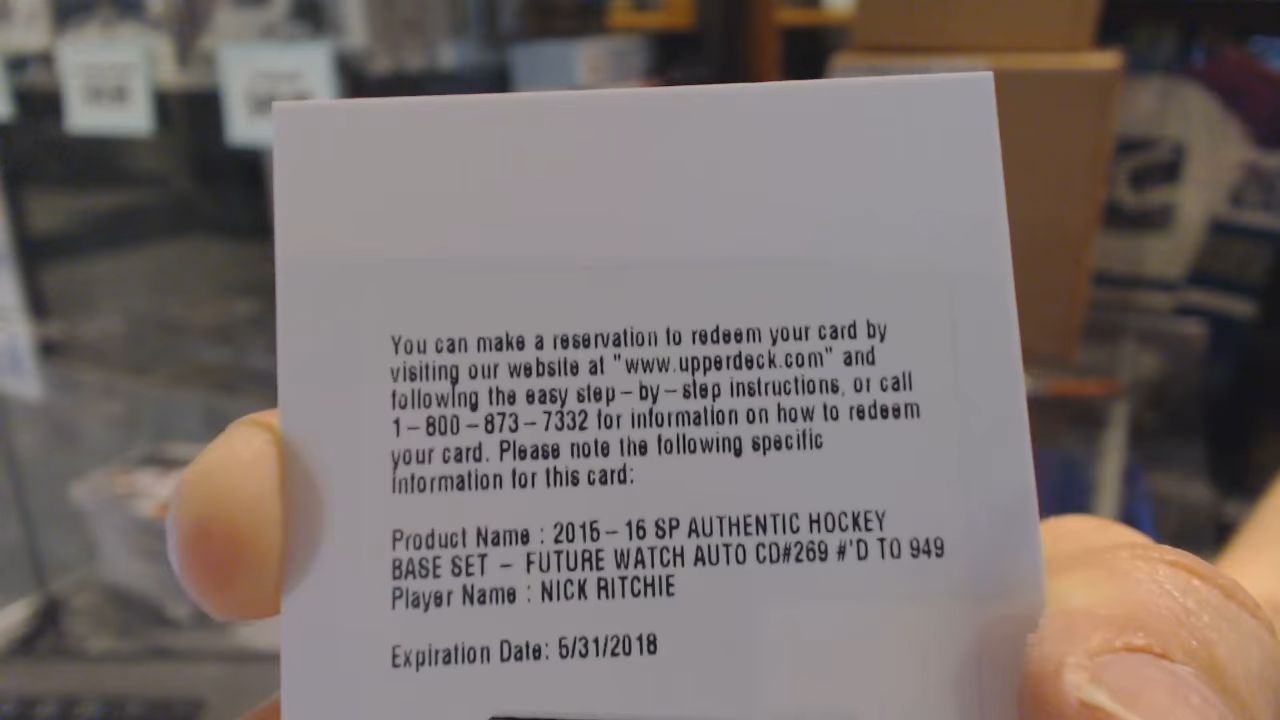 You can make a reservation to redeem your card by
visiting our website at "www.upperdeck.com" and
following the easy step-by-step instructions, or call
1-800-873-7332 for information on how to redeem
your card. Please note the following specific
information for this card:
Product Name : 2015-16 SP AUTHENTIC HOCKEY
BASE SET - FUTURE WATCH AUTO CD#269 #'D TO 949
Player Name : NICK RITCHIE
Expiration Date: 5/31/2018